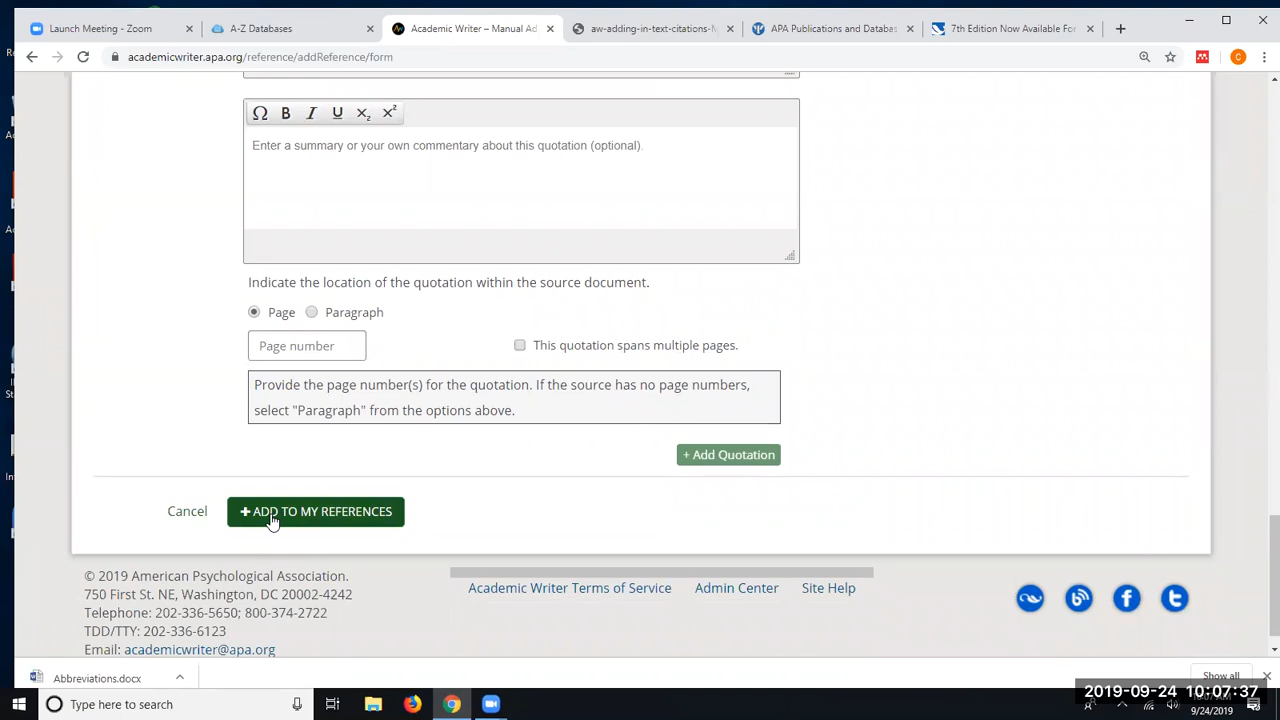 Launch Meeting - Zoom
A-Z Databases
Academic Writer – Manual Ad
aw-adding-in-text-citations-
APA Publications and Databas
7th Edition Now Available For
academicwriter.apa.org/reference/addReference/form
Ω B I U X₂ X²
Enter a summary or your own commentary about this quotation (optional).
Indicate the location of the quotation within the source document.
Page Paragraph
Page number
This quotation spans multiple pages.
Provide the page number(s) for the quotation. If the source has no page numbers,
select "Paragraph" from the options above.
+ Add Quotation
Cancel
+ ADD TO MY REFERENCES
© 2019 American Psychological Association.
750 First St. NE, Washington, DC 20002-4242
Telephone: 202-336-5650; 800-374-2722
TDD/TTY: 202-336-6123
Email: academicwriter@apa.org
Academic Writer Terms of Service Admin Center Site Help
Abbreviations.docx
Show all
2019-09-24 10:07:37
Type here to search
9/24/2019